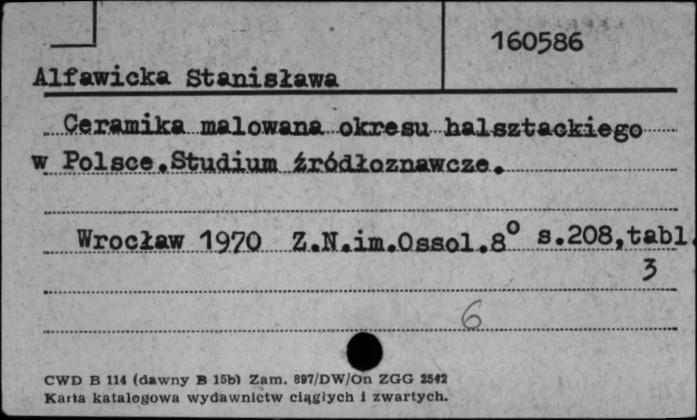 160586
Alfawicka Stanisława
Ceramika malowana okresu halsztackiego
w Polsce.Studium źródłoznawcze.
Wrocław 1970 Z.N.im.Ossol.8° s.208,tabl.
3
6
CWD B 114 (dawny B 15b) Zam. 897/DW/On ZGG 2542
Karta katalogowa wydawnictw ciągłych i zwartych.